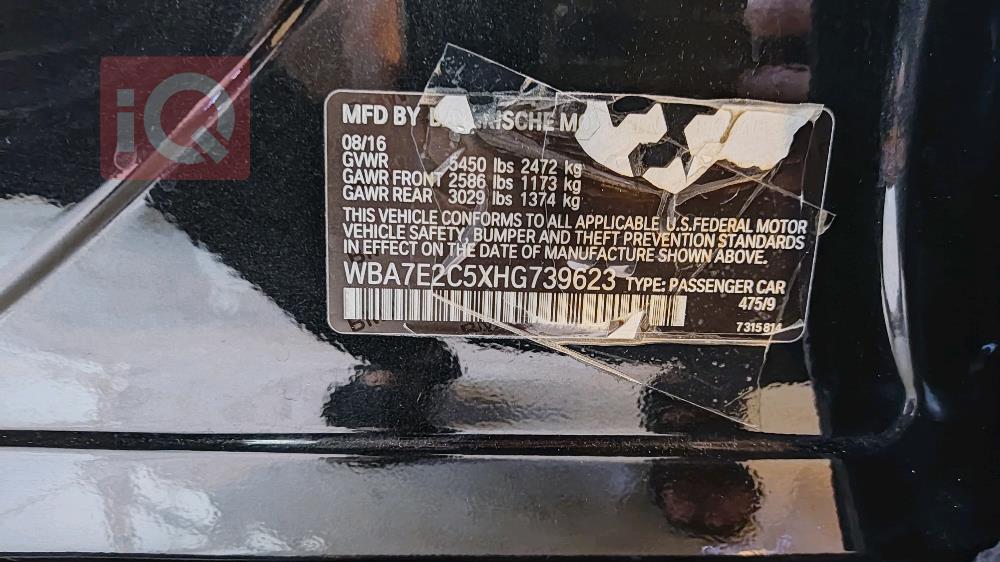 iQ
MFD BY B RISCHE MO
08/16
GVWR 5450 lbs 2472 kg
GAWR FRONT 2586 lbs 1173 kg
GAWR REAR 3029 lbs 1374 kg
THIS VEHICLE CONFORMS TO ALL APPLICABLE U.S.FEDERAL MOTOR
VEHICLE SAFETY, BUMPER AND THEFT PREVENTION STANDARDS
IN EFFECT ON THE DATE OF MANUFACTURE SHOWN ABOVE.
WBA7E2C5XHG739623 TYPE: PASSENGER CAR
475/9
7315814